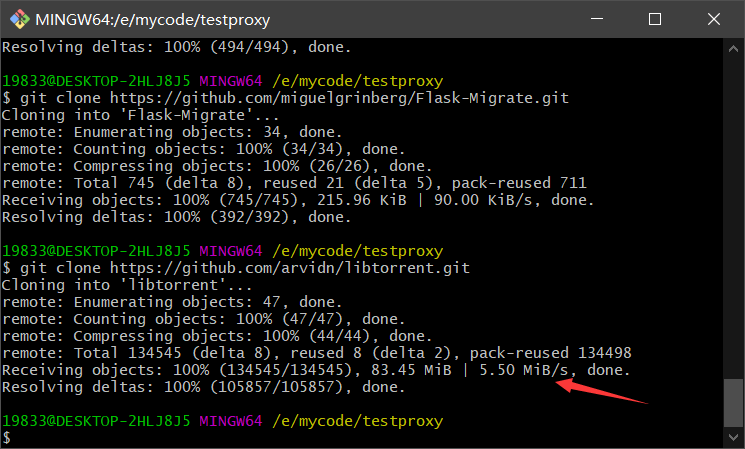 MINGW64:/e/mycode/testproxy
Resolving deltas: 100% (494/494), done.
19833@DESKTOP-2HLJ8J5 MINGW64 /e/mycode/testproxy
$ git clone https://github.com/miguelgrinberg/Flask-Migrate.git
Cloning into 'Flask-Migrate'...
remote: Enumerating objects: 34, done.
remote: Counting objects: 100% (34/34), done.
remote: Compressing objects: 100% (26/26), done.
remote: Total 745 (delta 8), reused 21 (delta 5), pack-reused 711
Receiving objects: 100% (745/745), 215.96 KiB | 90.00 KiB/s, done.
Resolving deltas: 100% (392/392), done.
19833@DESKTOP-2HLJ8J5 MINGW64 /e/mycode/testproxy
$ git clone https://github.com/arvidn/libtorrent.git
Cloning into 'libtorrent'...
remote: Enumerating objects: 47, done.
remote: Counting objects: 100% (47/47), done.
remote: Compressing objects: 100% (44/44), done.
remote: Total 134545 (delta 8), reused 8 (delta 2), pack-reused 134498
Receiving objects: 100% (134545/134545), 83.45 MiB | 5.50 MiB/s, done.
Resolving deltas: 100% (105857/105857), done.
19833@DESKTOP-2HLJ8J5 MINGW64 /e/mycode/testproxy
$